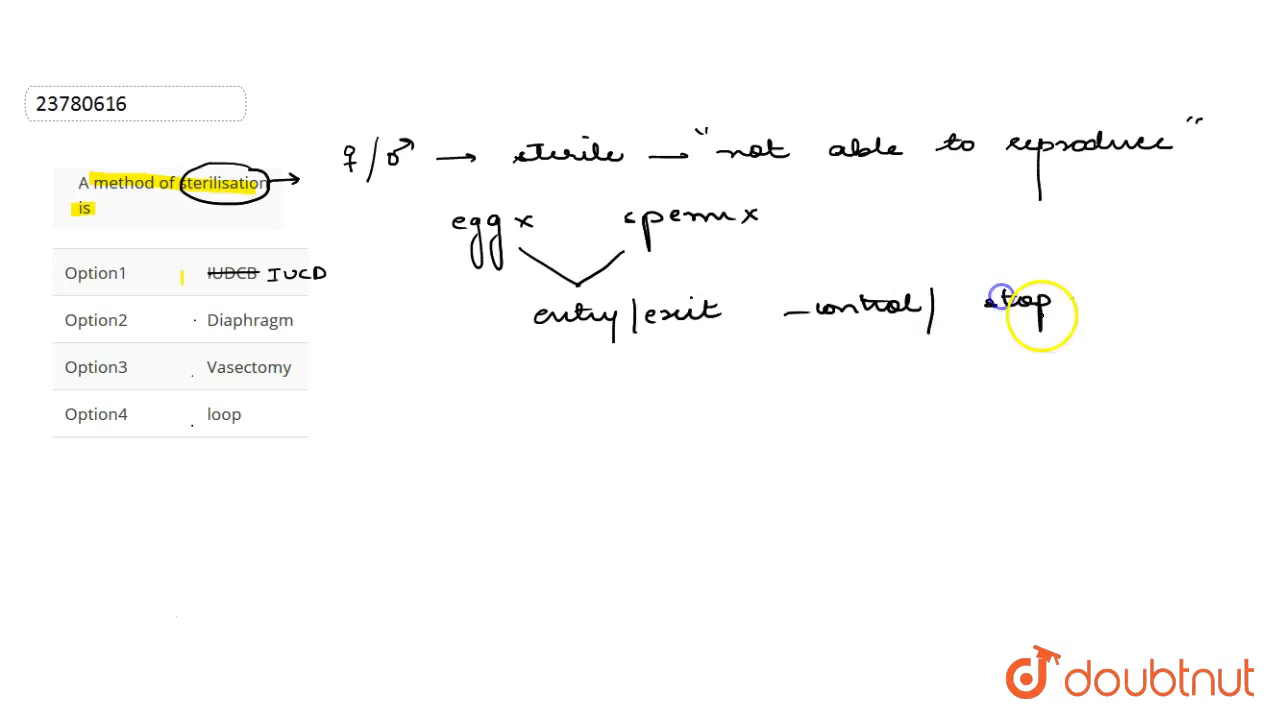 23780616
♀/♂ → sterile → "not able to reproduce"
A method of sterilisation →
is
egg x sperm x
Option1 IUDCB IUCD
entry/exit - control/ stop
Option2 Diaphragm
Option3 Vasectomy
Option4 loop
doubtnut